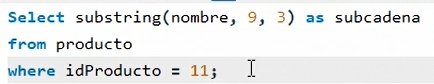 Select substring(nombre, 9, 3) as subcadena
from producto
where idProducto = 11;